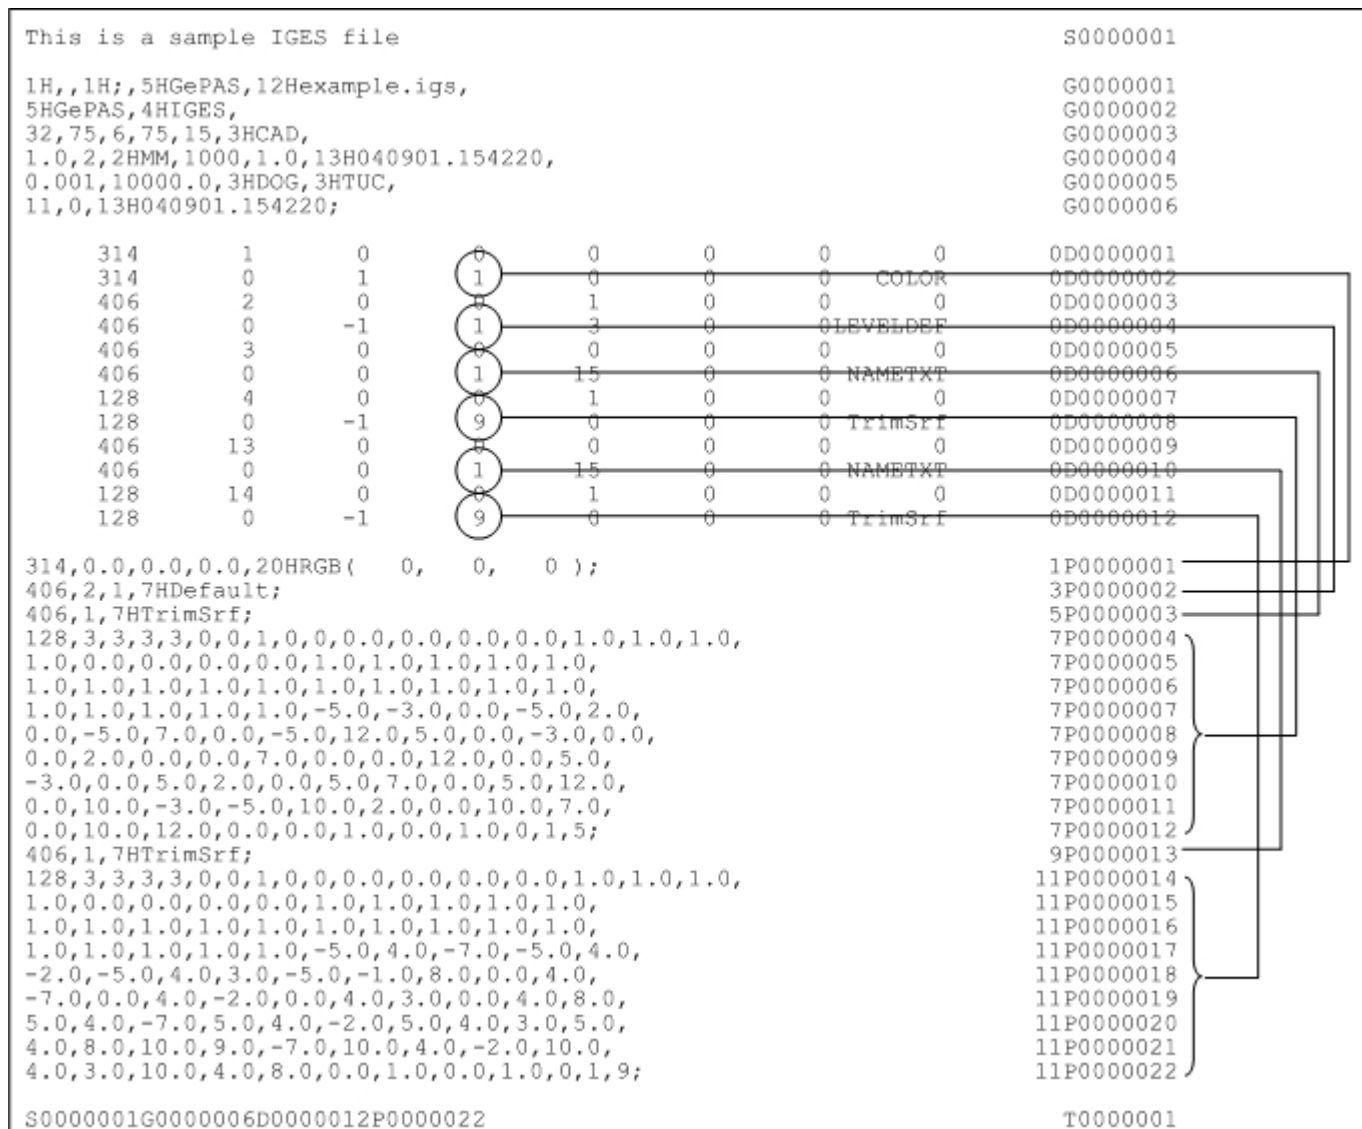 This is a sample IGES file S0000001
1H,,1H;,5HGePAS,12Hexample.igs, G0000001
5HGePAS,4HIGES, G0000002
32,75,6,75,15,3HCAD, G0000003
1.0,2,2HMM,1000,1.0,13H040901.154220, G0000004
0.001,10000.0,3HDOG,3HTUC, G0000005
11,0,13H040901.154220; G0000006
314 1 0 0 0 0 0 0 0D0000001
314 0 1 1 0 0 0 COLOR 0D0000002
406 2 0 0 1 0 0 0 0D0000003
406 0 -1 1 3 0 0LEVELDEF 0D0000004
406 3 0 0 0 0 0 0 0D0000005
406 0 0 1 15 0 0 NAMETXT 0D0000006
128 4 0 0 1 0 0 0 0D0000007
128 0 -1 9 0 0 0 TrimSrf 0D0000008
406 13 0 0 0 0 0 0 0D0000009
406 0 0 1 15 0 0 NAMETXT 0D0000010
128 14 0 0 1 0 0 0 0D0000011
128 0 -1 9 0 0 0 TrimSrf 0D0000012
314,0.0,0.0,0.0,20HRGB( 0, 0, 0 ); 1P0000001
406,2,1,7HDefault; 3P0000002
406,1,7HTrimSrf; 5P0000003
128,3,3,3,3,0,0,1,0,0,0.0,0.0,0.0,0.0,1.0,1.0,1.0, 7P0000004
1.0,0.0,0.0,0.0,0.0,1.0,1.0,1.0,1.0,1.0, 7P0000005
1.0,1.0,1.0,1.0,1.0,1.0,1.0,1.0,1.0,1.0, 7P0000006
1.0,1.0,1.0,1.0,1.0,-5.0,-3.0,0.0,-5.0,2.0, 7P0000007
0.0,-5.0,7.0,0.0,-5.0,12.0,5.0,0.0,-3.0,0.0, 7P0000008
0.0,2.0,0.0,0.0,7.0,0.0,0.0,12.0,0.0,5.0, 7P0000009
-3.0,0.0,5.0,2.0,0.0,5.0,7.0,0.0,5.0,12.0, 7P0000010
0.0,10.0,-3.0,-5.0,10.0,2.0,0.0,10.0,7.0, 7P0000011
0.0,10.0,12.0,0.0,0.0,1.0,0.0,1.0,0,1,5; 7P0000012
406,1,7HTrimSrf; 9P0000013
128,3,3,3,3,0,0,1,0,0,0.0,0.0,0.0,0.0,1.0,1.0,1.0, 11P0000014
1.0,0.0,0.0,0.0,0.0,1.0,1.0,1.0,1.0,1.0, 11P0000015
1.0,1.0,1.0,1.0,1.0,1.0,1.0,1.0,1.0,1.0, 11P0000016
1.0,1.0,1.0,1.0,1.0,-5.0,4.0,-7.0,-5.0,4.0, 11P0000017
-2.0,-5.0,4.0,3.0,-5.0,-1.0,8.0,0.0,4.0, 11P0000018
-7.0,0.0,4.0,-2.0,0.0,4.0,3.0,0.0,4.0,8.0, 11P0000019
5.0,4.0,-7.0,5.0,4.0,-2.0,5.0,4.0,3.0,5.0, 11P0000020
4.0,8.0,10.0,9.0,-7.0,10.0,4.0,-2.0,10.0, 11P0000021
4.0,3.0,10.0,4.0,8.0,0.0,1.0,0.0,1.0,0,1,9; 11P0000022
S0000001G0000006D0000012P0000022 T0000001